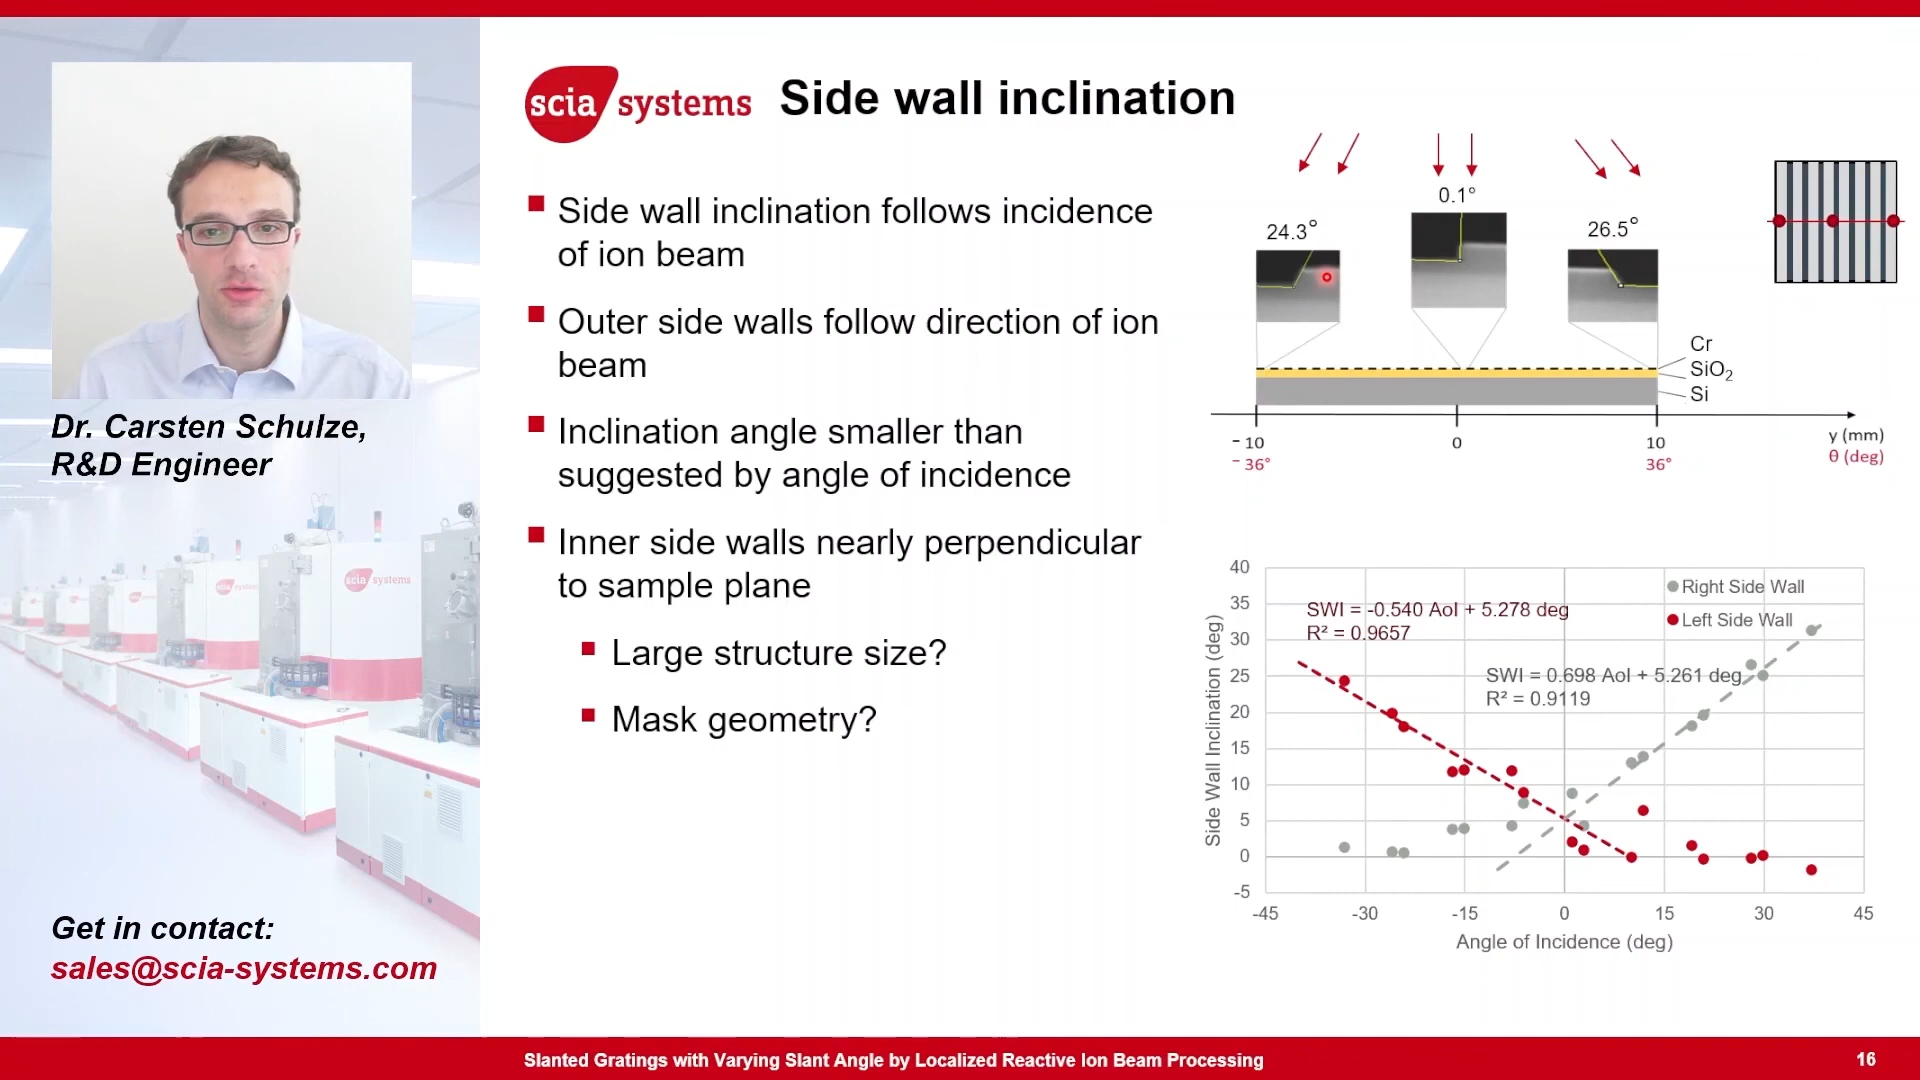 scia systems
Side wall inclination
Side wall inclination follows incidence
of ion beam
Outer side walls follow direction of ion
beam
Inclination angle smaller than
suggested by angle of incidence
Inner side walls nearly perpendicular
to sample plane
Large structure size?
Mask geometry?
24.3°
0.1°
26.5°
Cr
SiO₂
Si
-10
0
10
y (mm)
-36°
36°
θ (deg)
40
35
30
25
20
15
10
5
0
-5
Side Wall Inclination (deg)
SWI = -0.540 AoI + 5.278 deg
R² = 0.9657
Right Side Wall
Left Side Wall
SWI = 0.698 AoI + 5.261 deg
R² = 0.9119
-45
-30
-15
0
15
30
45
Angle of Incidence (deg)
Dr. Carsten Schulze,
R&D Engineer
scia systems
scia systems
Get in contact:
sales@scia-systems.com
Slanted Gratings with Varying Slant Angle by Localized Reactive Ion Beam Processing
16